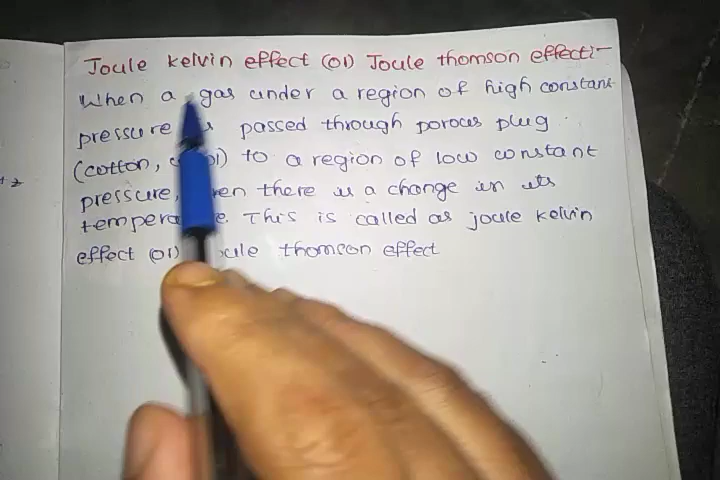 Joule kelvin effect (or) Joule thomson effect:-
When a gas under a region of high constant
pressure passed through porous plug
(cotton, to a region of low constant
pressure, there is a change in its
This is called as joule kelvin
effect (or) thomson effect